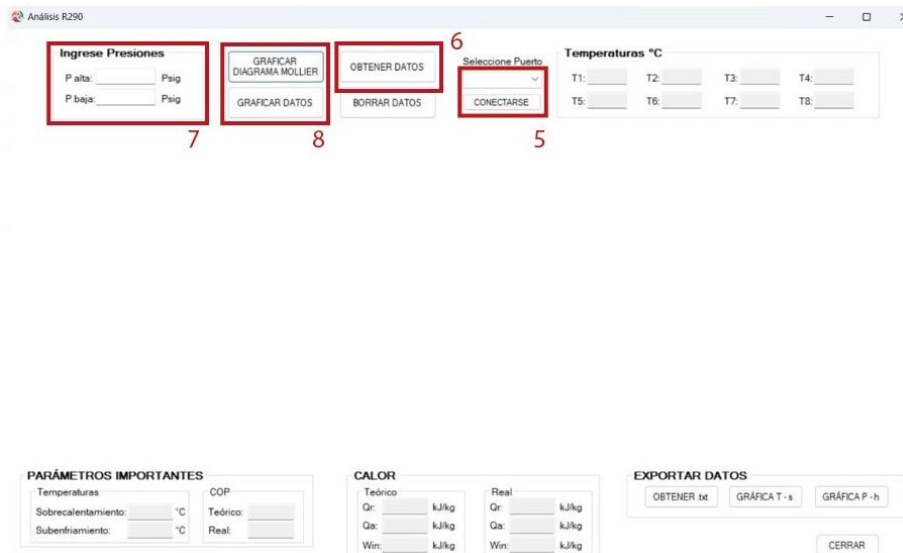 Análisis R290
Ingrese Presiones
P alta: Psig
P baja: Psig
7
GRAFICAR
DIAGRAMA MOLLIER
GRAFICAR DATOS
8
OBTENER DATOS
6
BORRAR DATOS
Seleccione Puerto
CONECTARSE
5
Temperaturas °C
T1: T2: T3: T4:
T5: T6: T7: T8:
PARÁMETROS IMPORTANTES
Temperaturas
Sobrecalentamiento: °C
Subenfriamiento: °C
COP
Teórico:
Real:
CALOR
Teórico
Qr: kJ/kg
Qa: kJ/kg
Win: kJ/kg
Real
Qr: kJ/kg
Qa: kJ/kg
Win: kJ/kg
EXPORTAR DATOS
OBTENER .txt GRÁFICA T - s GRÁFICA P - h
CERRAR